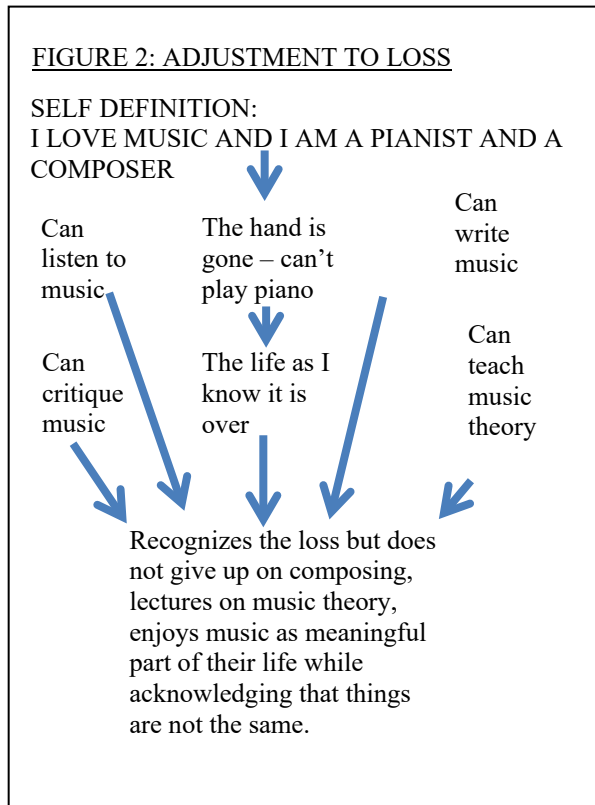 FIGURE 2: ADJUSTMENT TO LOSS
SELF DEFINITION:
I LOVE MUSIC AND I AM A PIANIST AND A
COMPOSER
Can
listen to
music
The hand is
gone – can’t
play piano
Can
write
music
Can
critique
music
The life as I
know it is
over
Can
teach
music
theory
Recognizes the loss but does
not give up on composing,
lectures on music theory,
enjoys music as meaningful
part of their life while
acknowledging that things
are not the same.